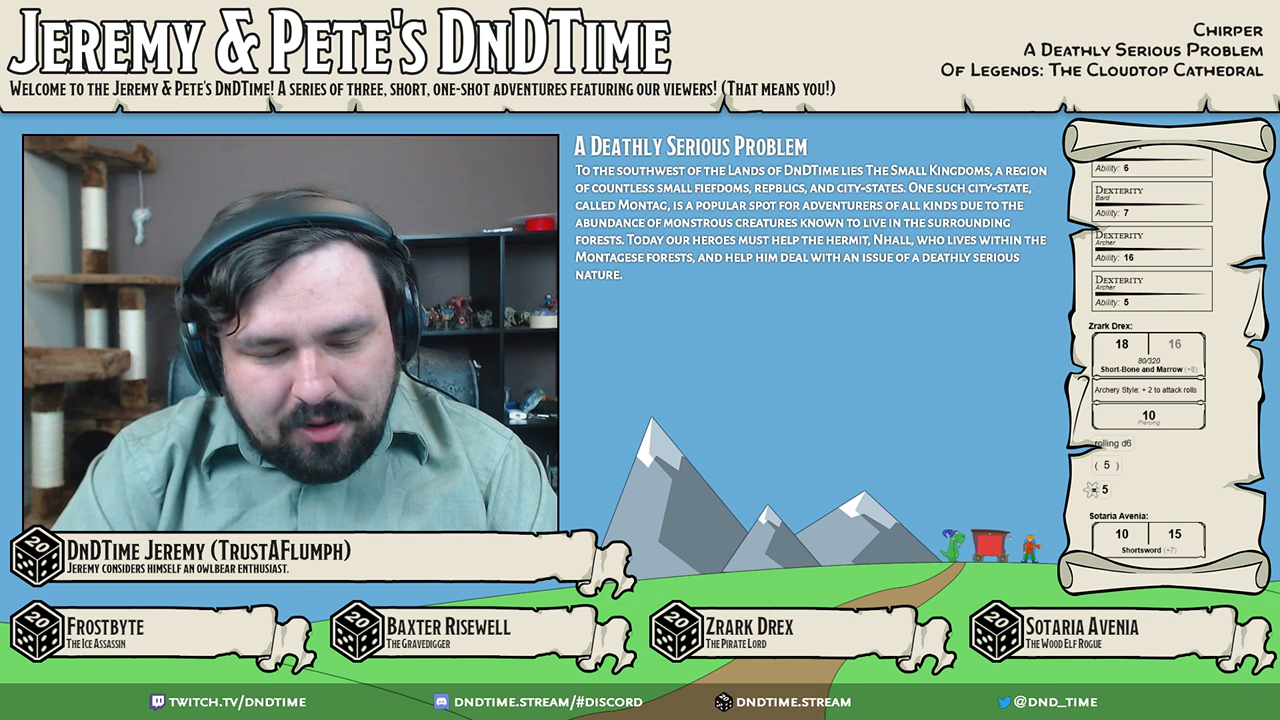 Jeremy & Pete's DnDTime
Welcome to the Jeremy & Pete's DnDTime! A series of three, short, one-shot adventures featuring our viewers! (That means you!)
Chirper
A Deathly Serious Problem
Of Legends: The Cloudtop Cathedral
A Deathly Serious Problem
To the southwest of the Lands of DnDTime lies The Small Kingdoms, a region
of countless small fiefdoms, repblics, and city-states. One such city-state,
called Montag, is a popular spot for adventurers of all kinds due to the
abundance of monstrous creatures known to live in the surrounding
forests. Today our heroes must help the hermit, Nhall, who lives within the
Montagese forests, and help him deal with an issue of a deathly serious
nature.
Ability: 6
Dexterity
Bard
Ability: 7
Dexterity
Archer
Ability: 16
Dexterity
Archer
Ability: 5
Zrark Drex:
18 16
80/320
Short-Bone and Marrow (+8)
Archery Style: + 2 to attack rolls
10
Piercing
rolling d6
( 5 )
= 5
Sotaria Avenia:
10 15
Shortsword (+7)
20
DnDTime Jeremy (TrustAFlumph)
Jeremy considers himself an owlbear enthusiast.
20
Frostbyte
The Ice Assassin
20
Baxter Risewell
The Gravedigger
20
Zrark Drex
The Pirate Lord
20
Sotaria Avenia
The Wood Elf Rogue
twitch.tv/dndtime
dndtime.stream/#discord
dndtime.stream
@dnd_time